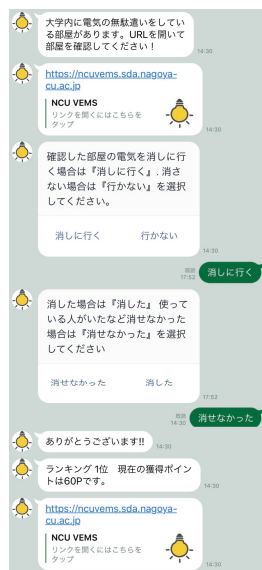 大学内に電気の無駄遣いをしてい
る部屋があります。URLを開いて
部屋を確認してください！
14:30
https://ncuvems.sda.nagoya-
cu.ac.jp
NCU VEMS
リンクを開くにはこちらを
タップ
14:30
確認した部屋の電気を消しに行
く場合は『消しに行く』. 消さ
ない場合は『行かない』を選択
してください。
消しに行く 行かない
14:30
既読
17:52
消しに行く
消した場合は『消した』 使って
いる人がいたなど消せなかった
場合は『消せなかった』を選択
してください
消せなかった 消した
17:52
既読
14:30
消せなかった
ありがとうございます!!
14:30
ランキング 1位 現在の獲得ポイン
トは60Pです。
14:30
https://ncuvems.sda.nagoya-
cu.ac.jp
NCU VEMS
リンクを開くにはこちらを
タップ
14:30